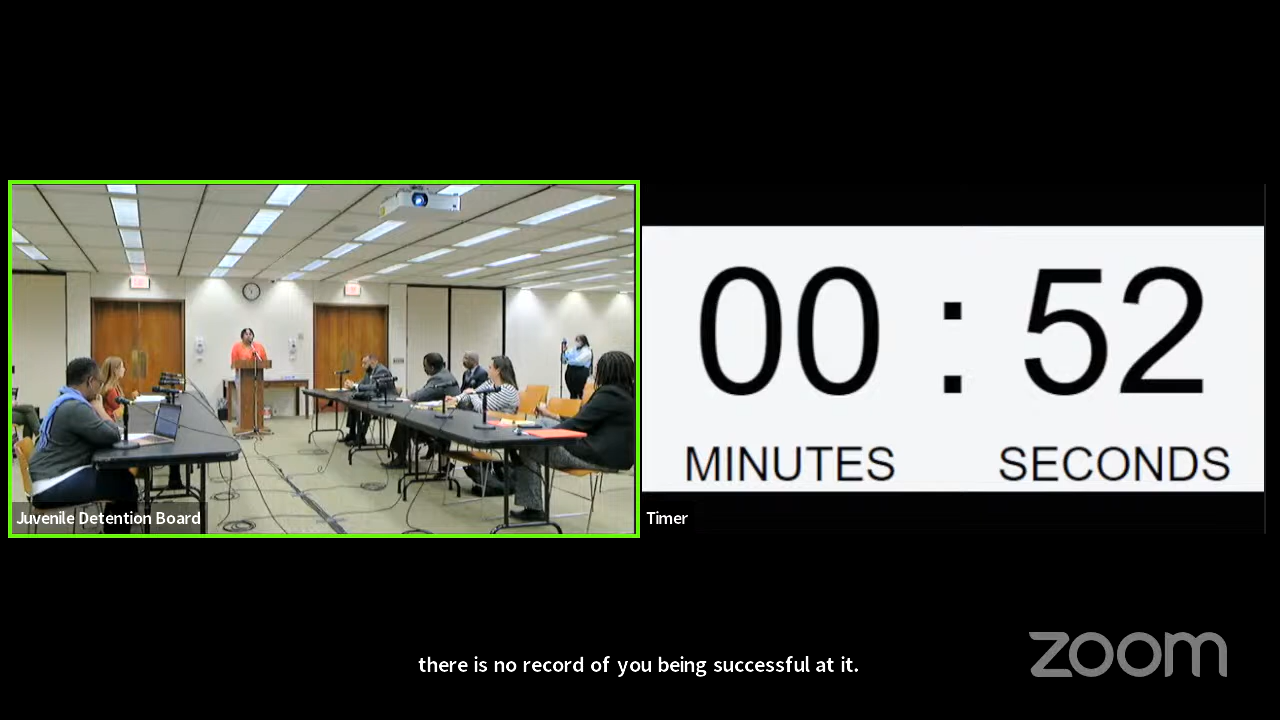 Juvenile Detention Board
00 : 52
MINUTES SECONDS
Timer
there is no record of you being successful at it.
zoom